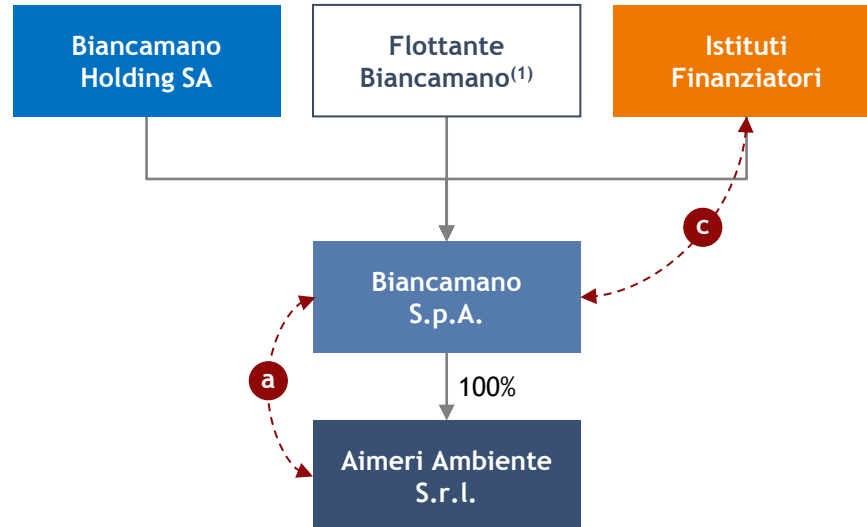 Biancamano
Holding SA
Flottante
Biancamano(1)
Istituti
Finanziatori
c
Biancamano
S.p.A.
a
100%
Aimeri Ambiente
S.r.l.